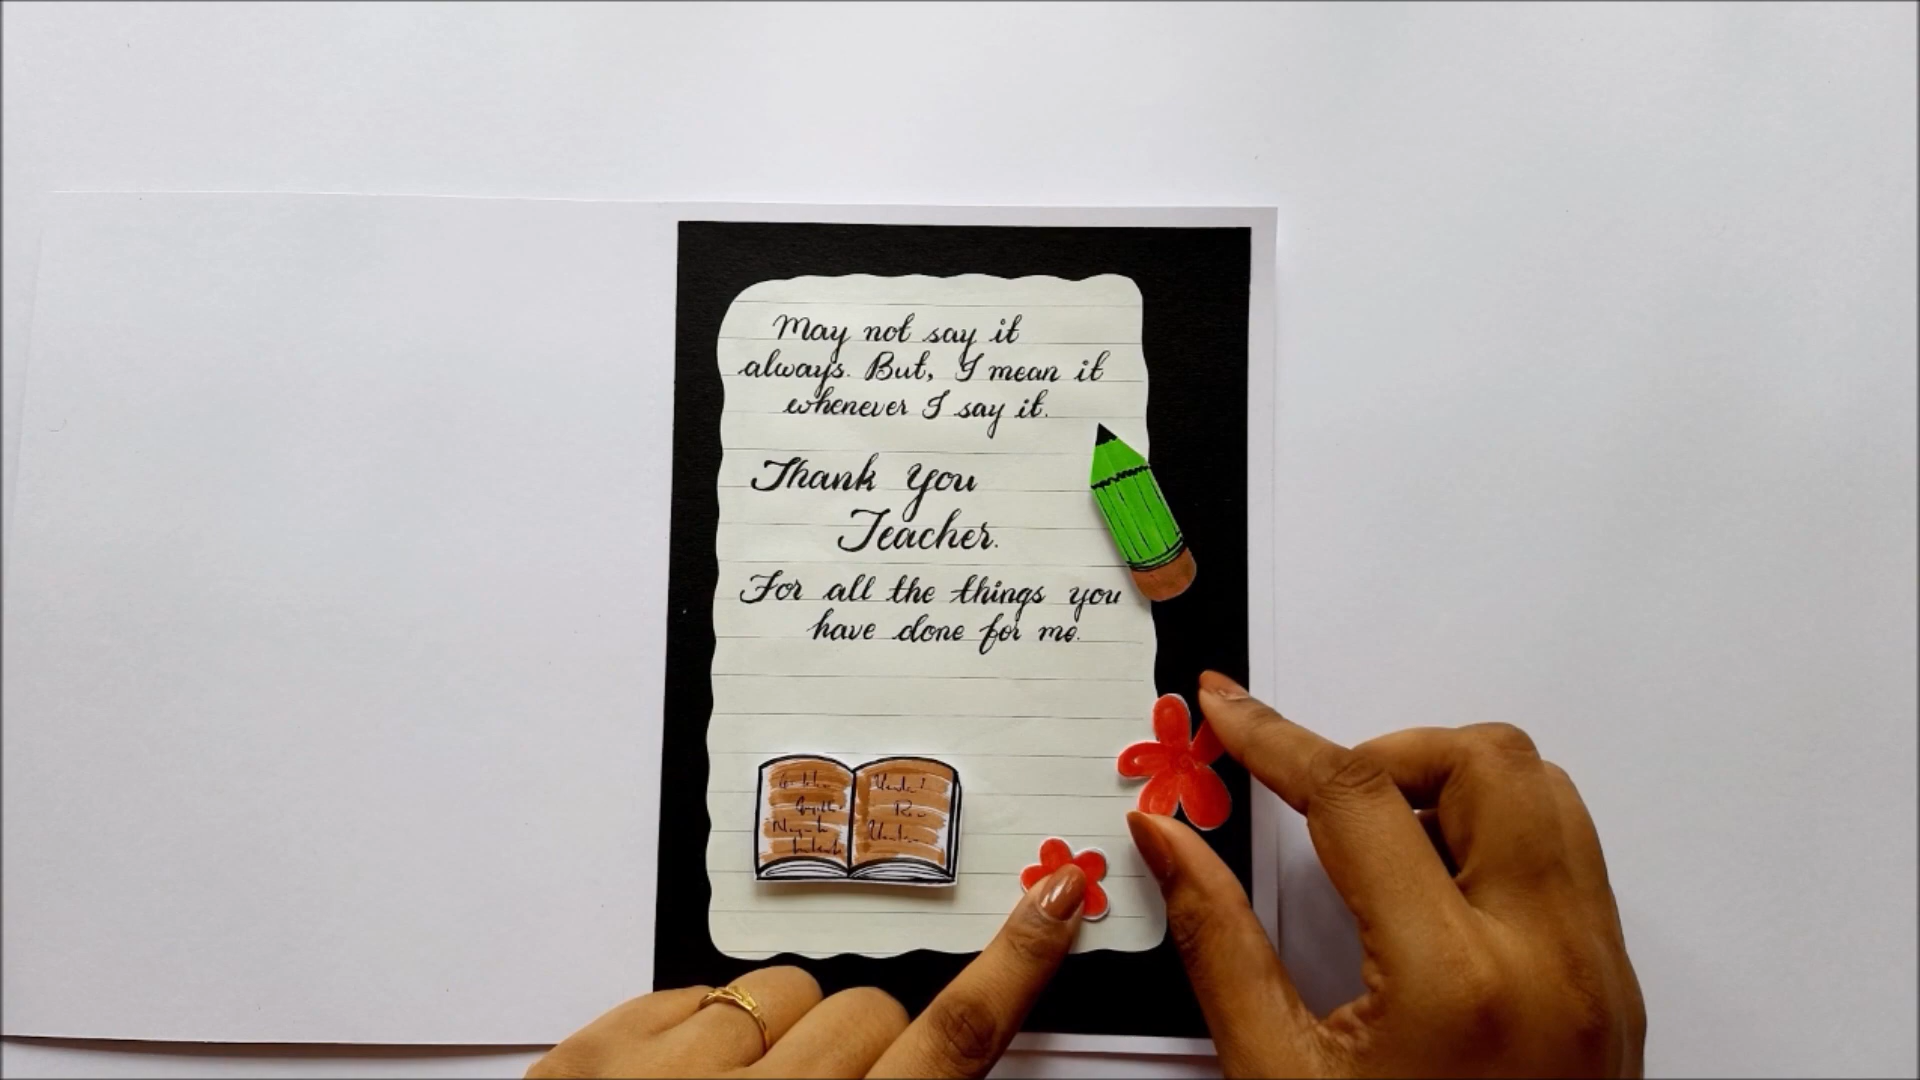 May not say it
always. But, I mean it
whenever I say it.
Thank You
Teacher.
For all the things you
have done for me.